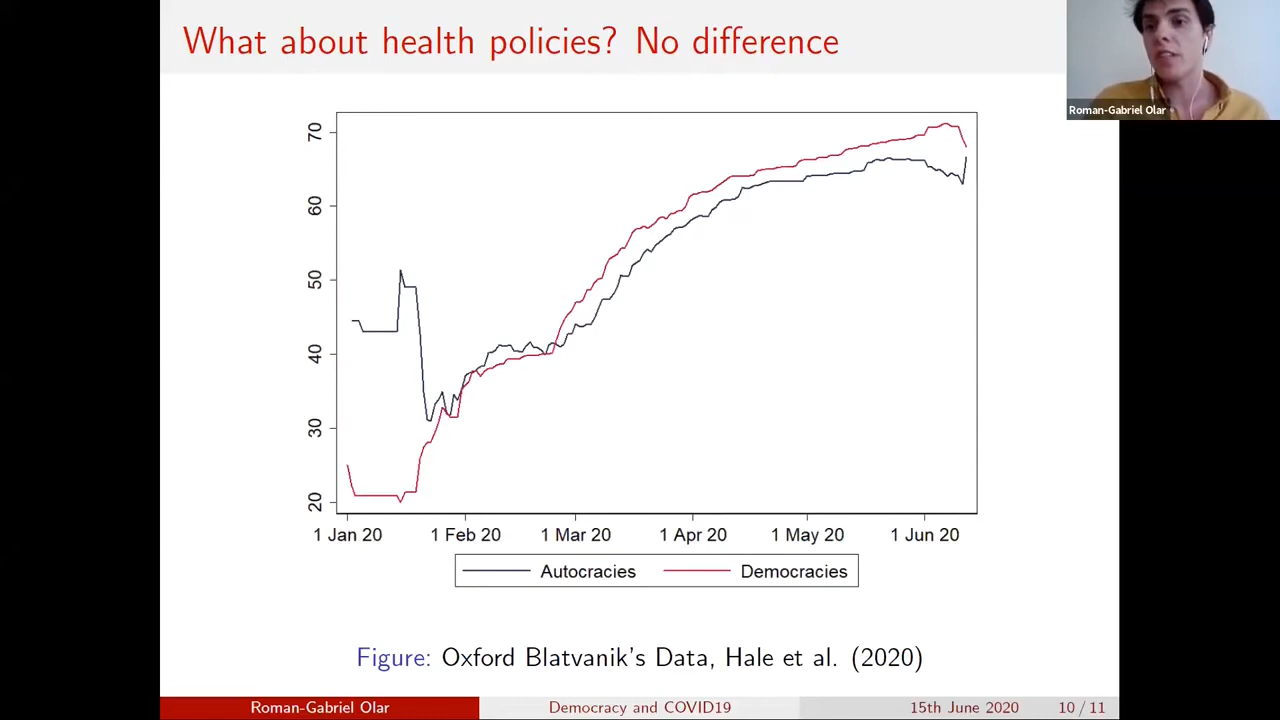 What about health policies? No difference
Roman-Gabriel Olar
70
60
50
40
30
20
1 Jan 20 1 Feb 20 1 Mar 20 1 Apr 20 1 May 20 1 Jun 20
Autocracies Democracies
Figure: Oxford Blatvanik's Data, Hale et al. (2020)
Roman-Gabriel Olar Democracy and COVID19 15th June 2020 10 / 11